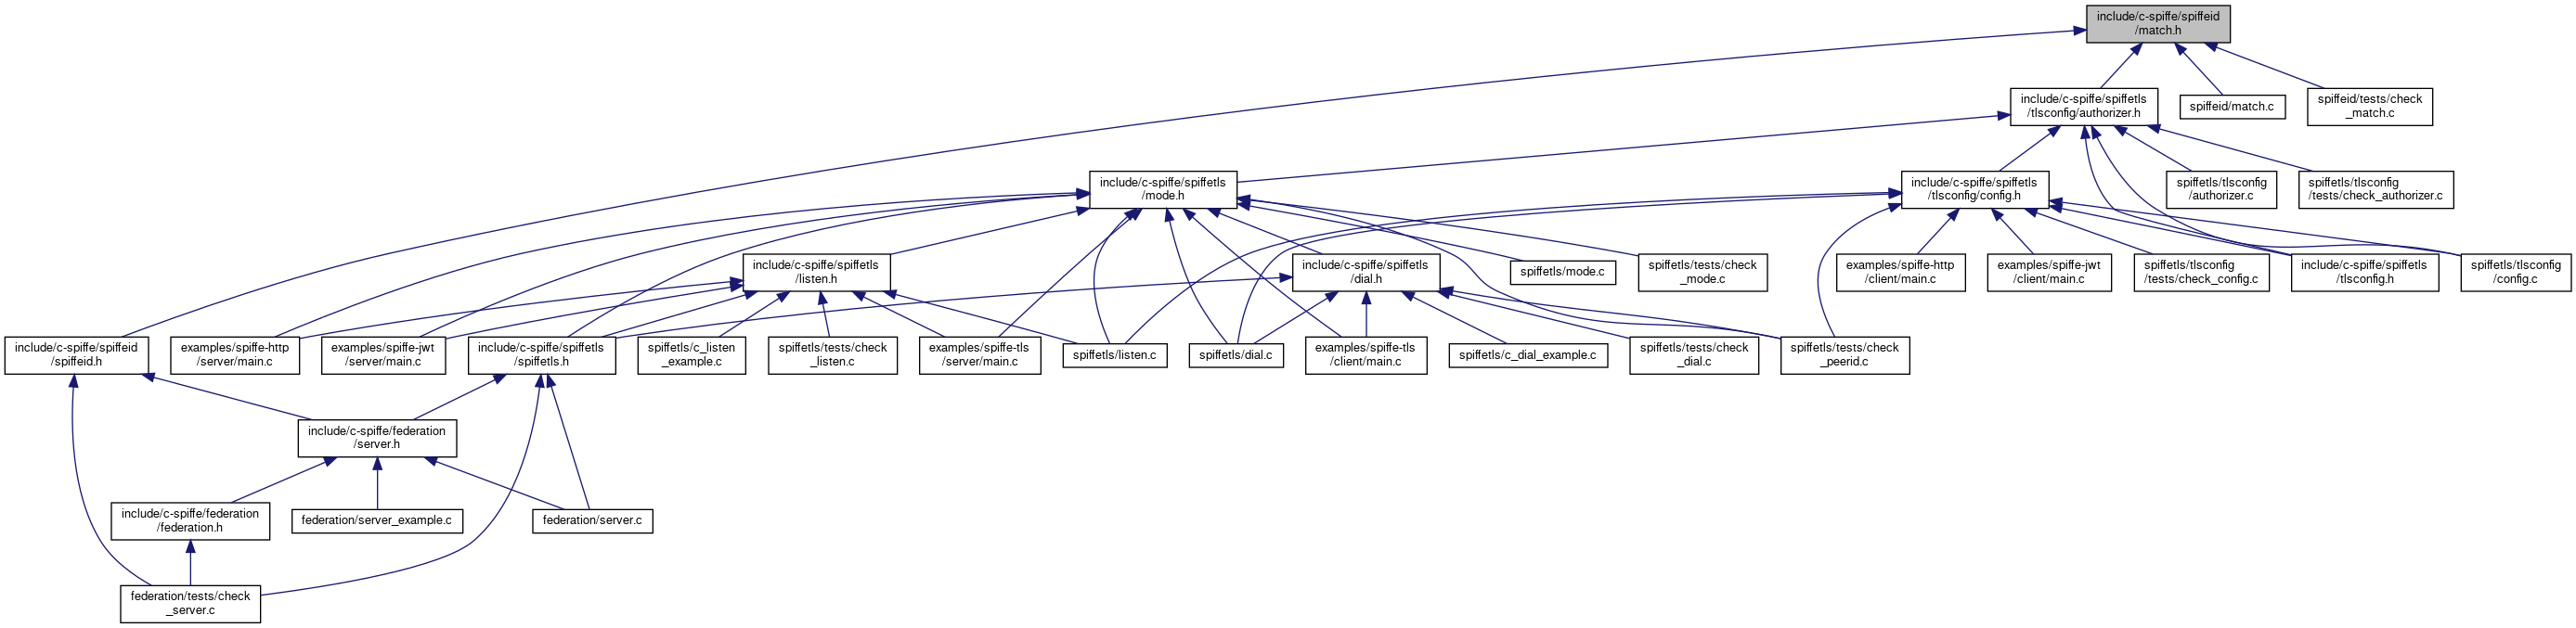 include/c-spiffe/spiffeid
/match.h
include/c-spiffe/spiffetls
/tlsconfig/authorizer.h
spiffeid/match.c
spiffeid/tests/check
_match.c
include/c-spiffe/spiffetls
/mode.h
include/c-spiffe/spiffetls
/tlsconfig/config.h
spiffetls/tlsconfig
/authorizer.c
spiffetls/tlsconfig
/tests/check_authorizer.c
include/c-spiffe/spiffetls
/listen.h
include/c-spiffe/spiffetls
/dial.h
spiffetls/mode.c
spiffetls/tests/check
_mode.c
examples/spiffe-http
/client/main.c
examples/spiffe-jwt
/client/main.c
spiffetls/tlsconfig
/tests/check_config.c
include/c-spiffe/spiffetls
/tlsconfig.h
spiffetls/tlsconfig
/config.c
include/c-spiffe/spiffeid
/spiffeid.h
examples/spiffe-http
/server/main.c
examples/spiffe-jwt
/server/main.c
include/c-spiffe/spiffetls
/spiffetls.h
spiffetls/c_listen
_example.c
spiffetls/tests/check
_listen.c
examples/spiffe-tls
/server/main.c
spiffetls/listen.c
spiffetls/dial.c
examples/spiffe-tls
/client/main.c
spiffetls/c_dial_example.c
spiffetls/tests/check
_dial.c
spiffetls/tests/check
_peerid.c
include/c-spiffe/federation
/server.h
include/c-spiffe/federation
/federation.h
federation/server_example.c
federation/server.c
federation/tests/check
_server.c